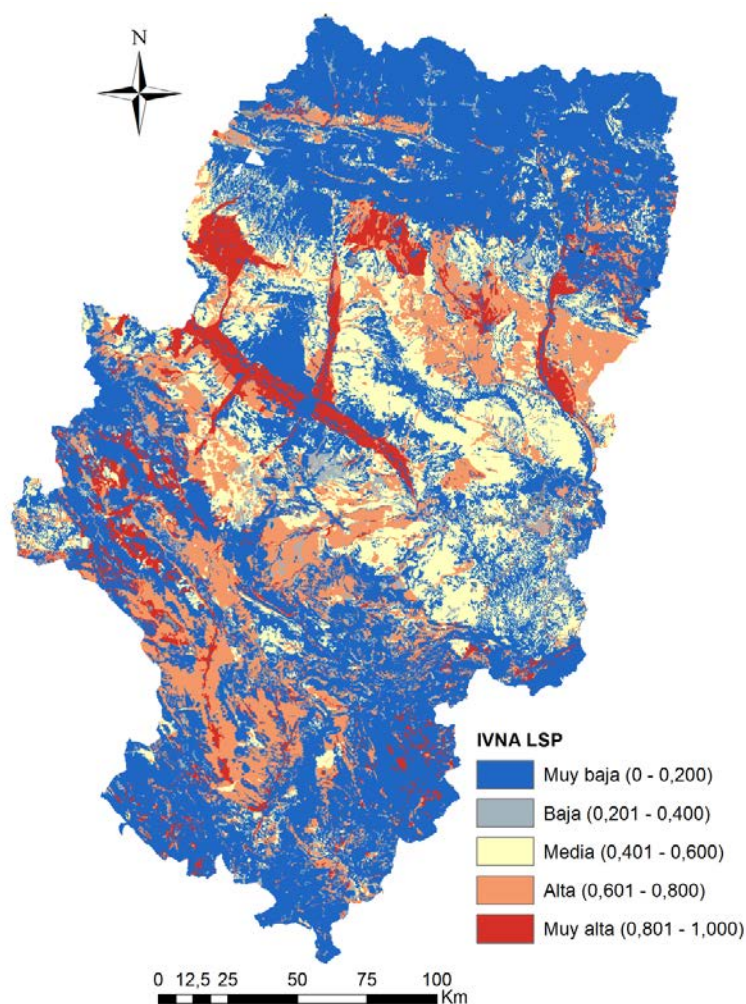 N
IVNA LSP
Muy baja (0 - 0,200)
Baja (0,201 - 0,400)
Media (0,401 - 0,600)
Alta (0,601 - 0,800)
Muy alta (0,801 - 1,000)
0 12,5 25 50 75 100
Km